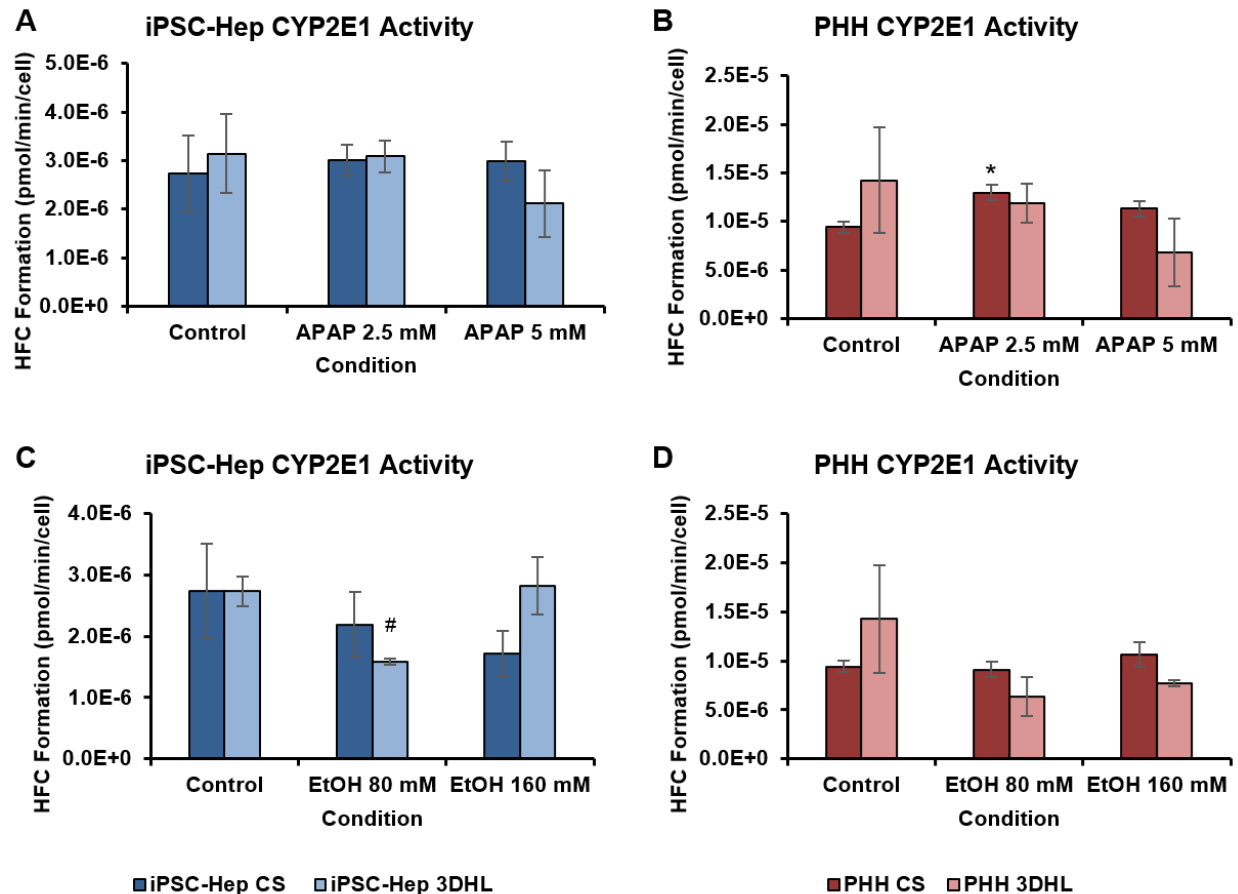 A
iPSC-Hep CYP2E1 Activity
HFC Formation (pmol/min/cell)
5.0E-6
4.0E-6
3.0E-6
2.0E-6
1.0E-6
0.0E+0
Control
APAP 2.5 mM
APAP 5 mM
Condition
B
PHH CYP2E1 Activity
HFC Formation (pmol/min/cell)
2.5E-5
2.0E-5
1.5E-5
1.0E-5
5.0E-6
0.0E+0
*
Control
APAP 2.5 mM
APAP 5 mM
Condition
C
iPSC-Hep CYP2E1 Activity
HFC Formation (pmol/min/cell)
4.0E-6
3.0E-6
2.0E-6
1.0E-6
0.0E+0
#
Control
EtOH 80 mM
EtOH 160 mM
Condition
iPSC-Hep CS
iPSC-Hep 3DHL
D
PHH CYP2E1 Activity
HFC Formation (pmol/min/cell)
2.5E-5
2.0E-5
1.5E-5
1.0E-5
5.0E-6
0.0E+0
Control
EtOH 80 mM
EtOH 160 mM
Condition
PHH CS
PHH 3DHL